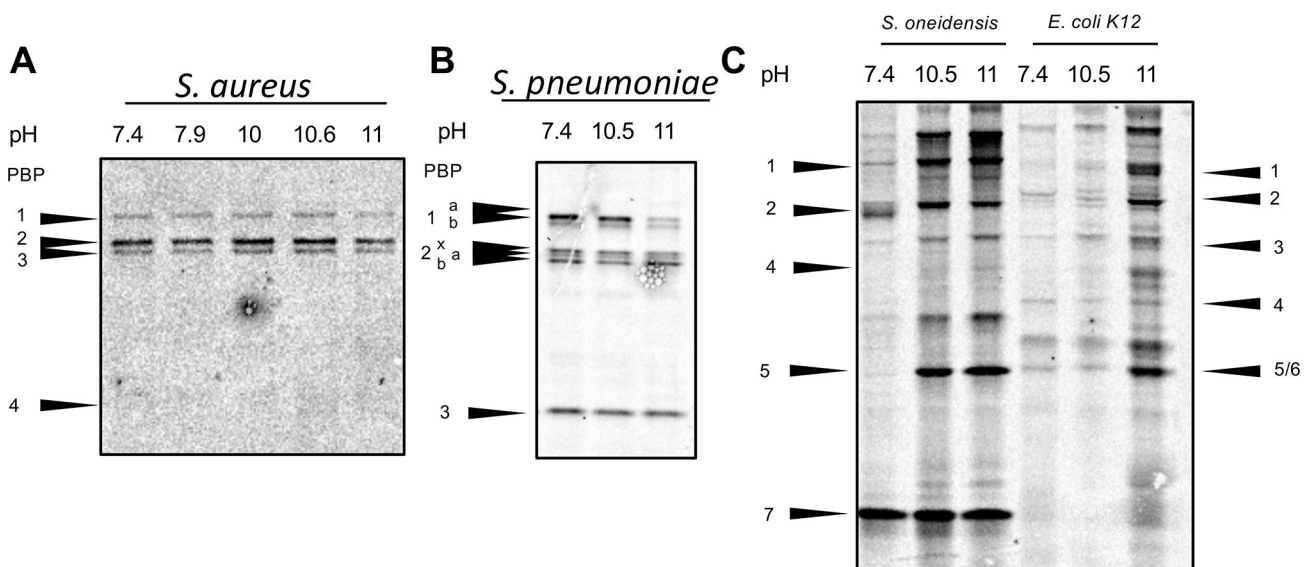 A
S. aureus
pH
7.4 7.9 10 10.6 11
PBP
1
2
3
4
B
S. pneumoniae
7.4 10.5 11
PBP
1 a
b
2 x a
b
3
C
S. oneidensis E. coli K12
pH 7.4 10.5 11 7.4 10.5 11
1
2
4
5
7
1
2
3
4
5/6